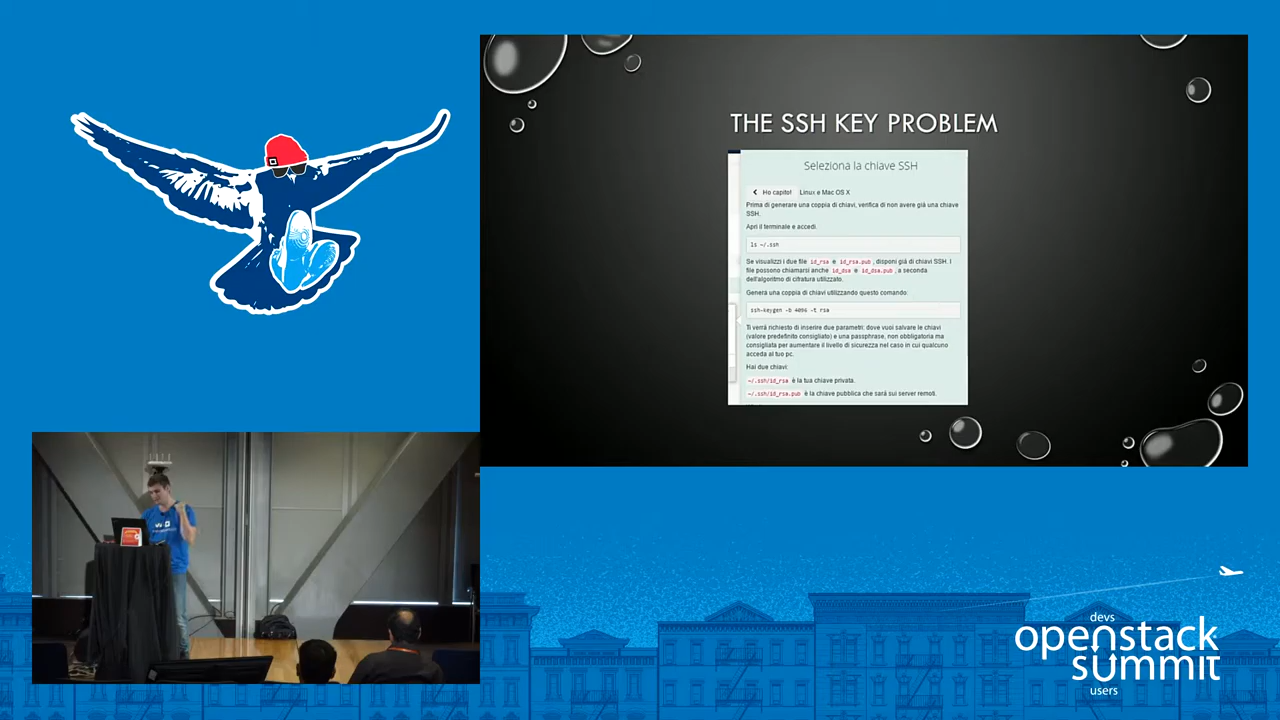 THE SSH KEY PROBLEM
Seleziona la chiave SSH
Ho capito! Linux e Mac OS X
Prima di generare una coppia di chiavi, verifica di non avere già una chiave
SSH.
Apri il terminale e accedi.
ls ~/.ssh
Se visualizzi i due file id_rsa e id_rsa.pub, disponi già di chiavi SSH. I
file possono chiamarsi anche id_dsa e id_dsa.pub, a seconda
dell'algoritmo di cifratura utilizzato.
Genera una coppia di chiavi utilizzando questo comando:
ssh-keygen -b 4096 -t rsa
Ti verrà richiesto di inserire due parametri: dove vuoi salvare le chiavi
(valore predefinito consigliato) e una passphrase, non obbligatoria ma
consigliata per aumentare il livello di sicurezza nel caso in cui qualcuno
acceda al tuo pc.
Hai due chiavi:
~/.ssh/id_rsa è la tua chiave privata.
~/.ssh/id_rsa.pub è la chiave pubblica che sarà sui server remoti.
devs
openstack
summit
users